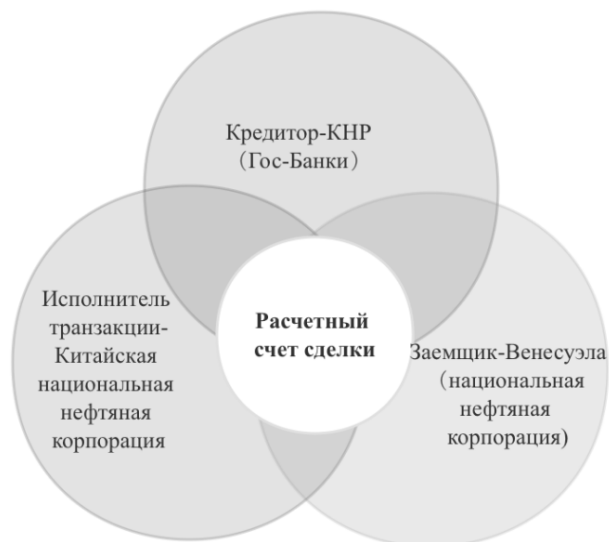 Кредитор-КНР
（Гос-Банки）
Исполнитель
транзакции-
Китайская
национальная
нефтяная
корпорация
Расчетный
счет сделки
Заемщик-Венесуэла
（национальная
нефтяная
корпорация)